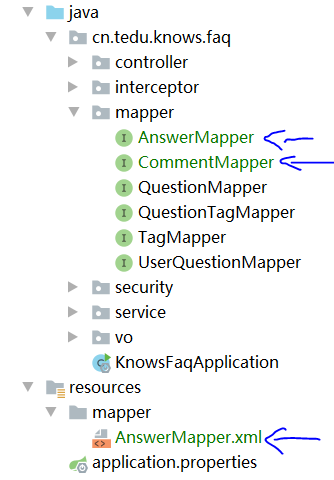 java
cn.tedu.knows.faq
controller
interceptor
mapper
I AnswerMapper
I CommentMapper
I QuestionMapper
I QuestionTagMapper
I TagMapper
I UserQuestionMapper
security
service
vo
KnowsFaqApplication
resources
mapper
AnswerMapper.xml
application.properties